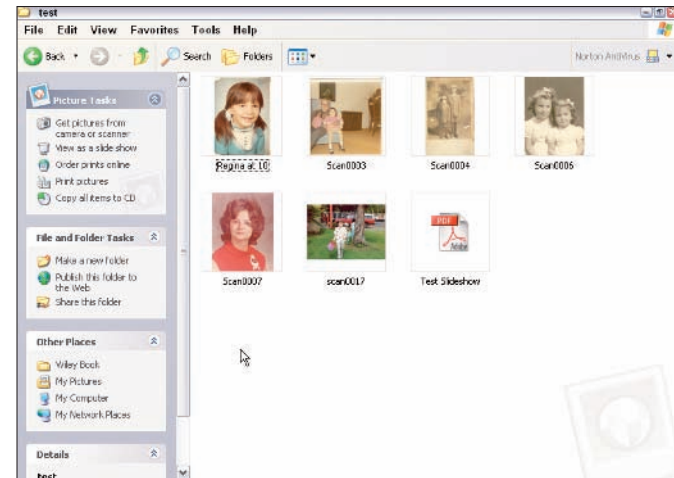 test
File Edit View Favorites Tools Help
Back Search Folders Norton AntiVirus
Picture Tasks
Get pictures from
camera or scanner
View as a slide show
Order prints online
Print pictures
Copy all items to CD
File and Folder Tasks
Make a new folder
Publish this folder to
the Web
Share this folder
Other Places
Wiley Book
My Pictures
My Computer
My Network Places
Details
test
Regina at 10
Scan0003
Scan0004
Scan0006
Scan0007
scan0017
PDF
Adobe
Test Slideshow